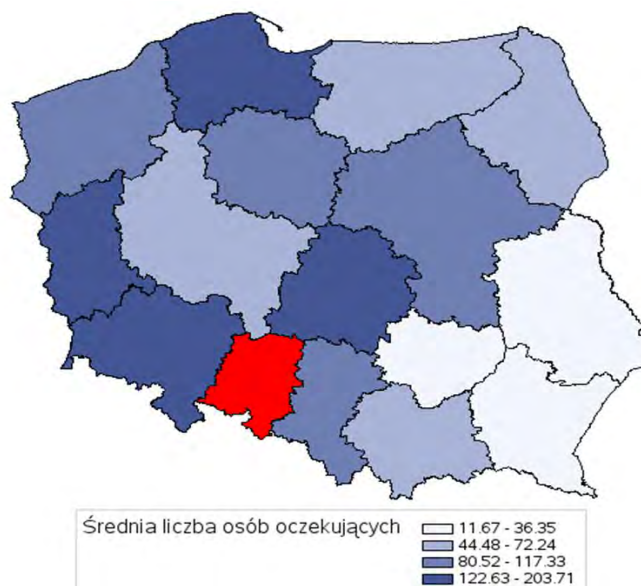 Średnia liczba osób oczekujących
11.67 - 36.35
44.48 - 72.24
80.52 - 117.33
122.63 - 203.71